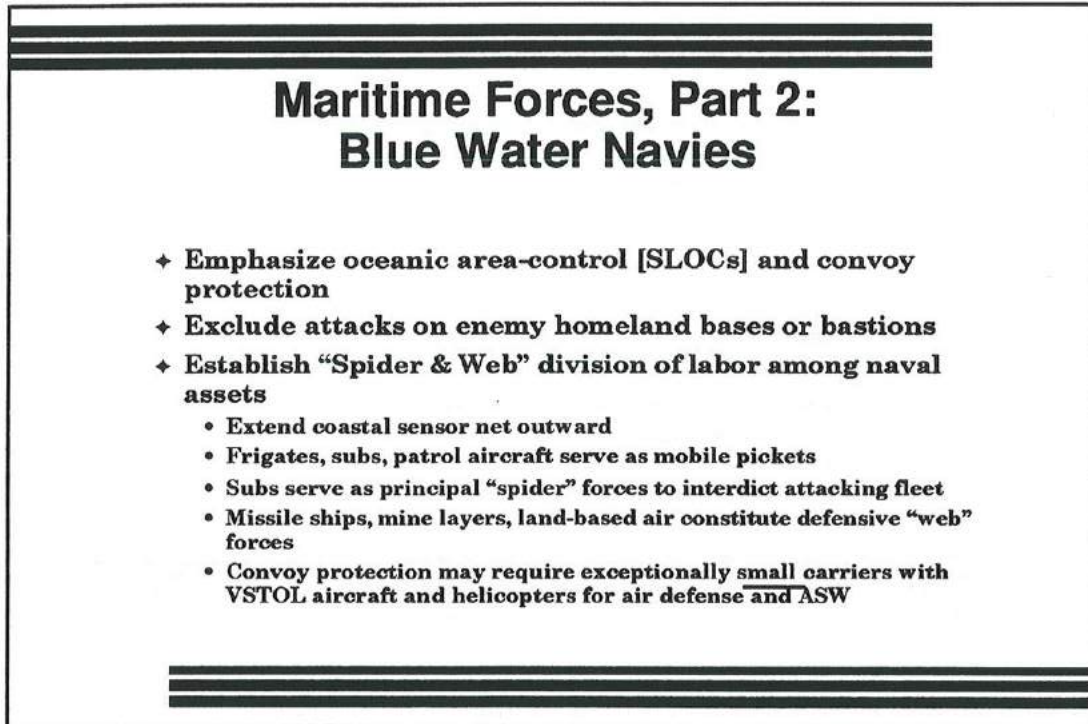 Maritime Forces, Part 2:
Blue Water Navies
✦ Emphasize oceanic area-control [SLOCs] and convoy
protection
✦ Exclude attacks on enemy homeland bases or bastions
✦ Establish “Spider & Web” division of labor among naval
assets
• Extend coastal sensor net outward
• Frigates, subs, patrol aircraft serve as mobile pickets
• Subs serve as principal “spider” forces to interdict attacking fleet
• Missile ships, mine layers, land-based air constitute defensive “web”
forces
• Convoy protection may require exceptionally small carriers with
VSTOL aircraft and helicopters for air defense and ASW